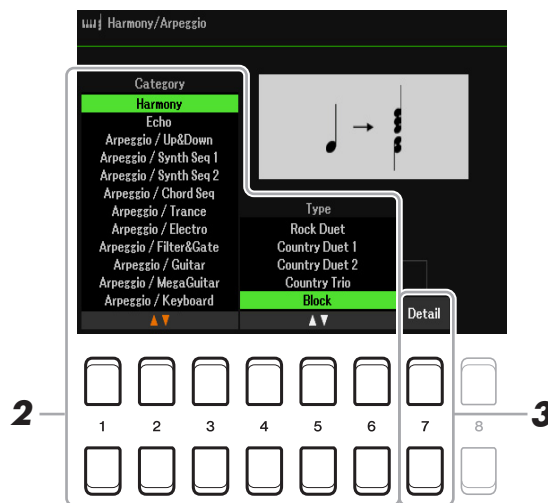 Harmony/Arpeggio
Category
Harmony
Echo
Arpeggio / Up&Down
Arpeggio / Synth Seq 1
Arpeggio / Synth Seq 2
Arpeggio / Chord Seq
Arpeggio / Trance
Arpeggio / Electro
Arpeggio / Filter&Gate
Arpeggio / Guitar
Arpeggio / MegaGuitar
Arpeggio / Keyboard
Type
Rock Duet
Country Duet 1
Country Duet 2
Country Trio
Block
Detail
2
1 2 3 4 5 6 7 8
3